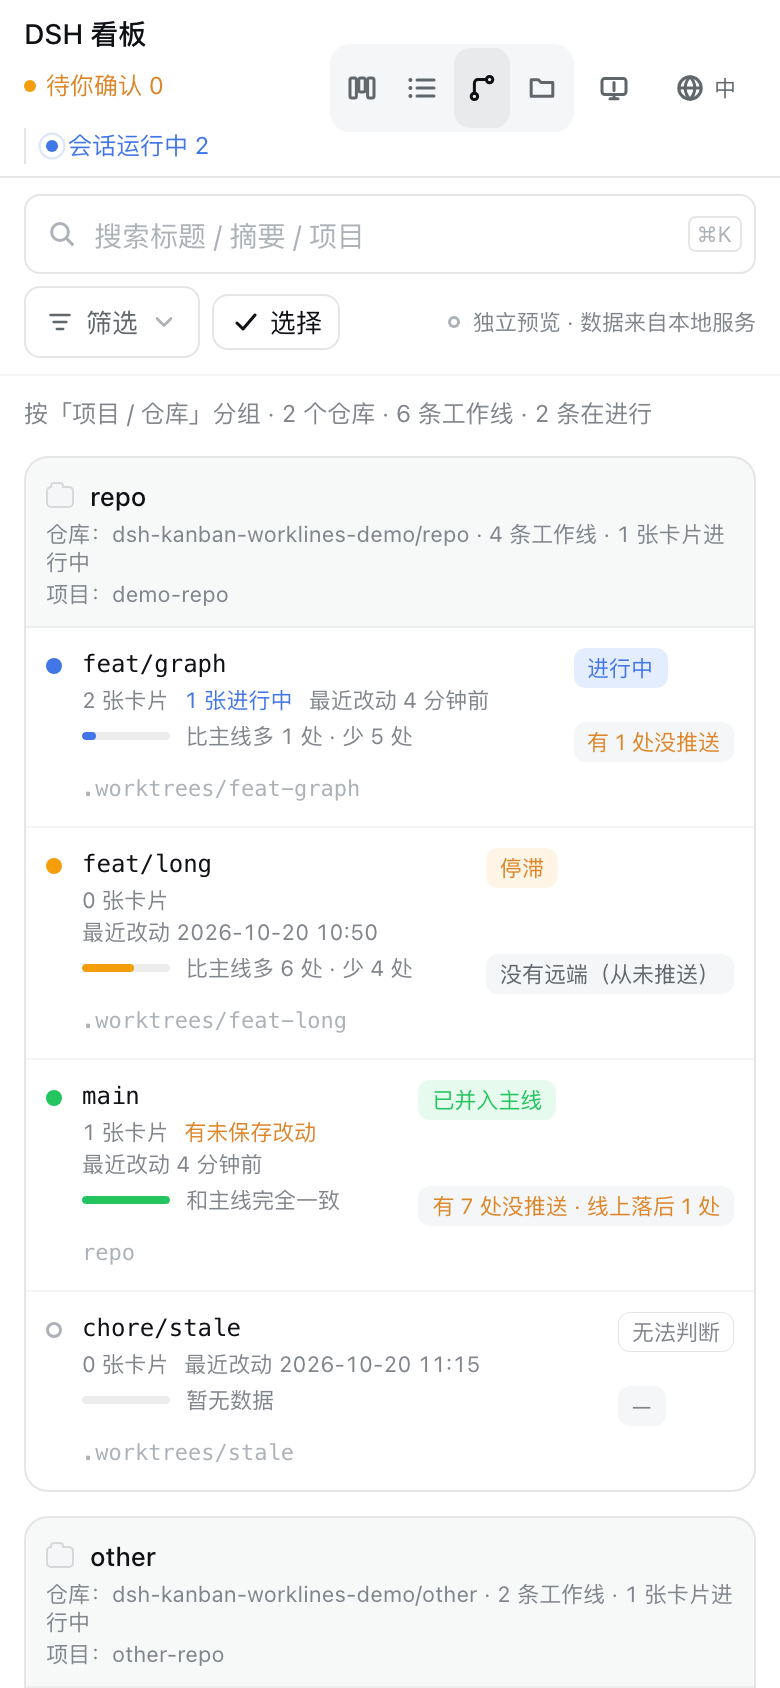 DSH 看板
待你确认 0
中
会话运行中 2
搜索标题 / 摘要 / 项目
⌘K
筛选
选择
独立预览 · 数据来自本地服务
按「项目 / 仓库」分组 · 2 个仓库 · 6 条工作线 · 2 条在进行
repo
仓库：dsh-kanban-worklines-demo/repo · 4 条工作线 · 1 张卡片进
行中
项目：demo-repo
feat/graph
进行中
2 张卡片 1 张进行中 最近改动 4 分钟前
比主线多 1 处 · 少 5 处
有 1 处没推送
.worktrees/feat-graph
feat/long
停滞
0 张卡片
最近改动 2026-10-20 10:50
比主线多 6 处 · 少 4 处
没有远端（从未推送）
.worktrees/feat-long
main
已并入主线
1 张卡片 有未保存改动
最近改动 4 分钟前
和主线完全一致
有 7 处没推送 · 线上落后 1 处
repo
chore/stale
无法判断
0 张卡片 最近改动 2026-10-20 11:15
暂无数据
—
.worktrees/stale
other
仓库：dsh-kanban-worklines-demo/other · 2 条工作线 · 1 张卡片进
行中
项目：other-repo